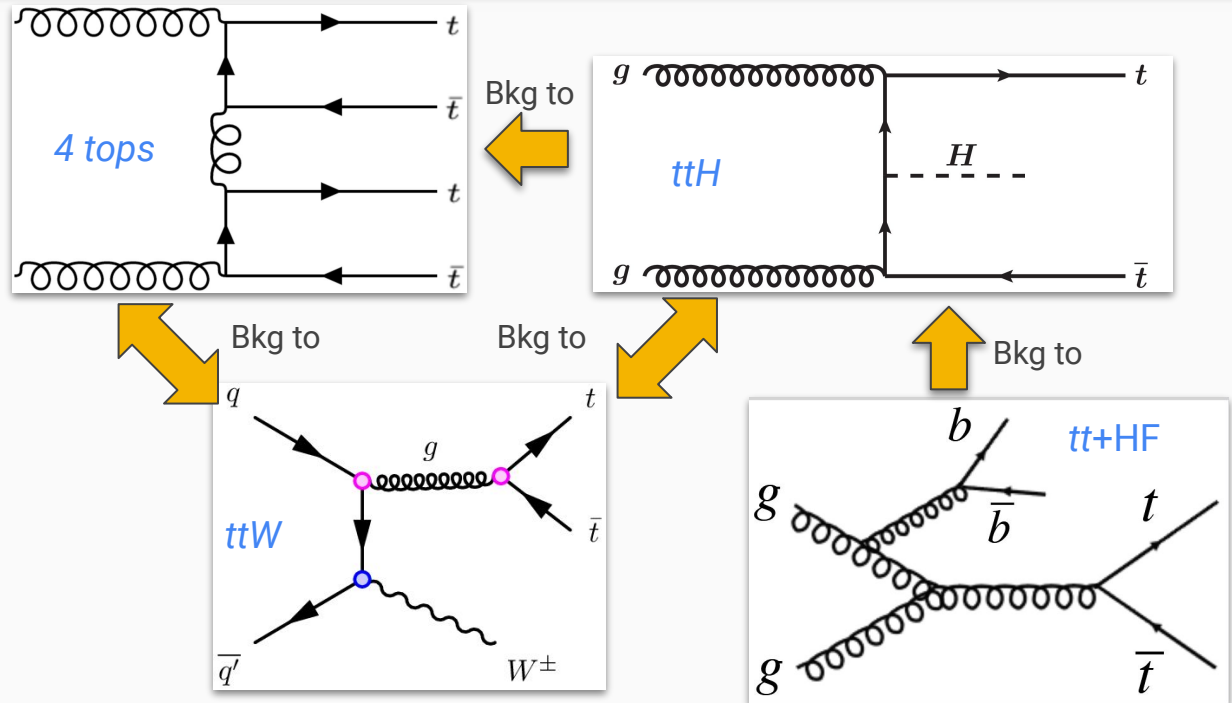 t
t̄
4 tops
t
t̄
Bkg to
g
t
H
ttH
g
t̄
Bkg to
Bkg to
Bkg to
q
t
g
ttW
t̄
q̄′
W±
b
tt+HF
g
b̄
t
g
t̄